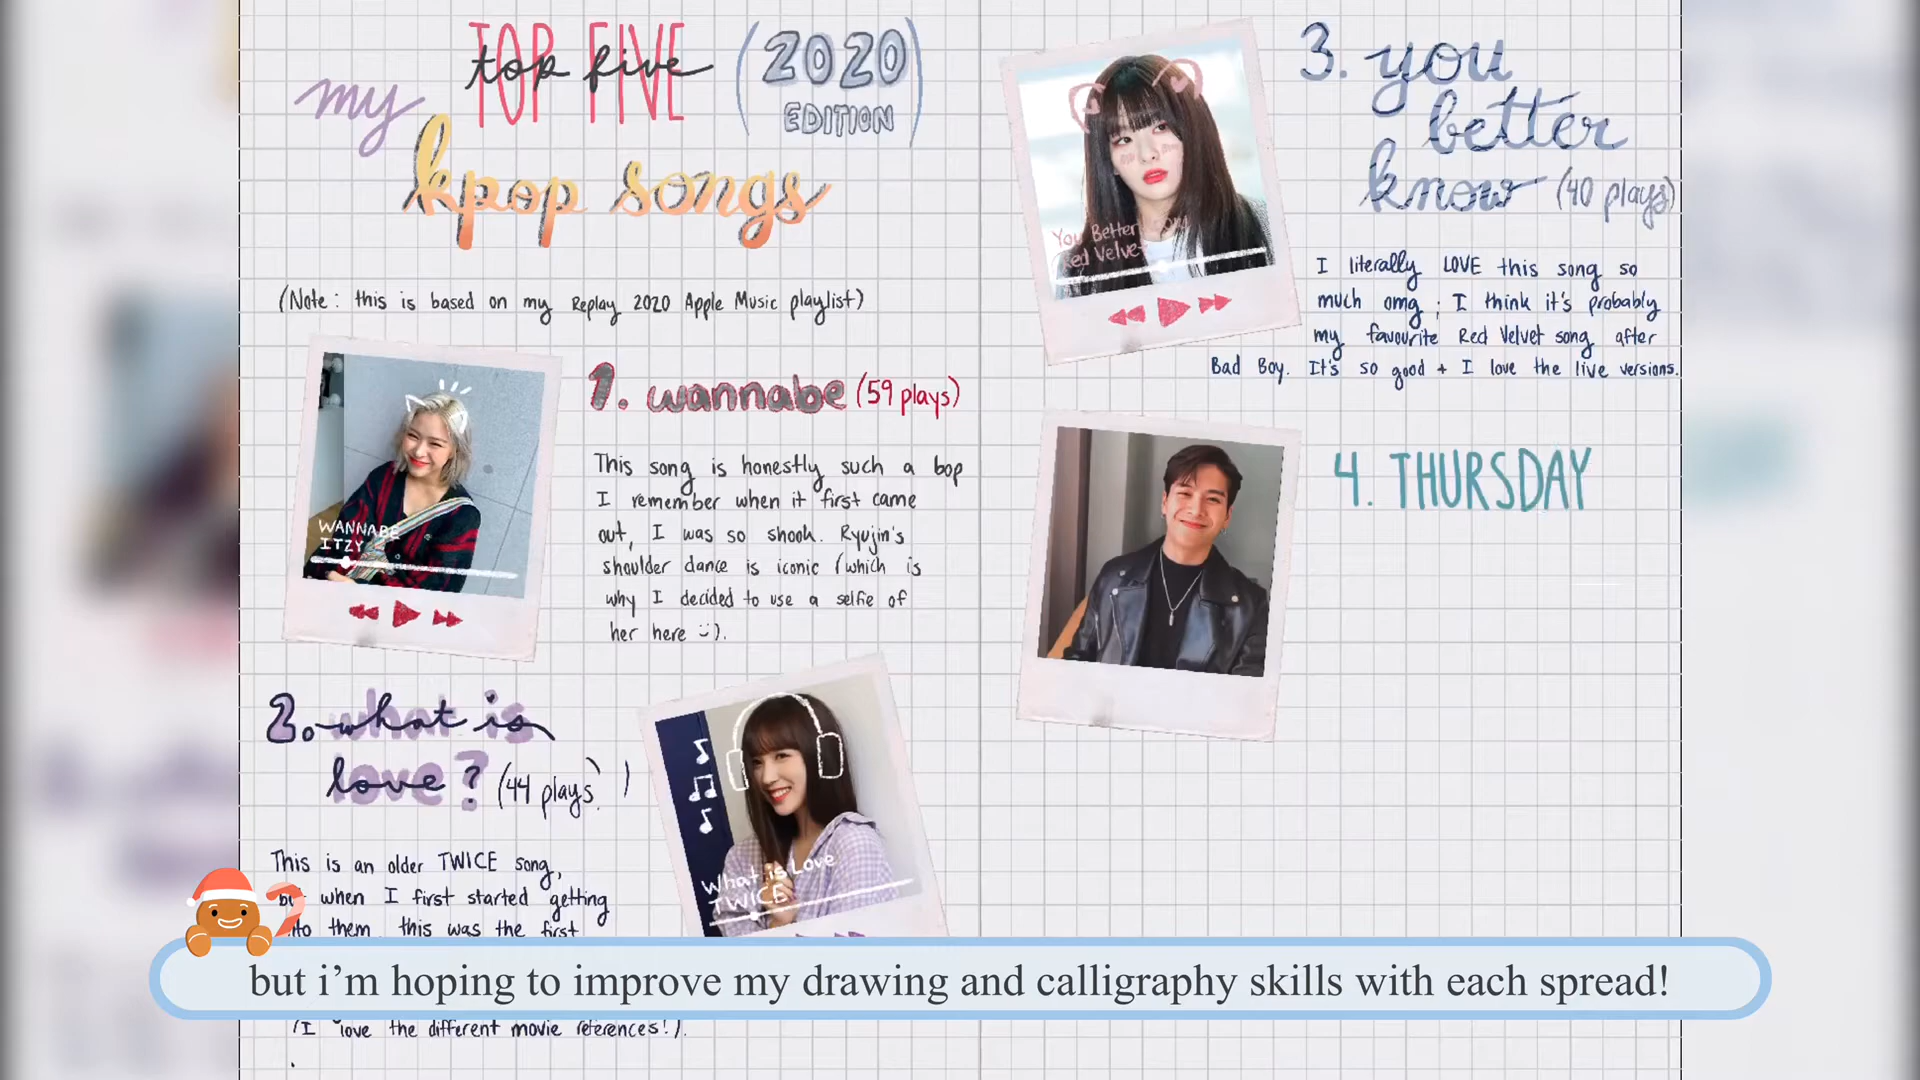 my TOP FIVE (2020
top five
EDITION)
kpop songs
(Note: this is based on my Replay 2020 Apple Music playlist)
WANNABE
ITZY
1. wannabe (59 plays)
This song is honestly such a bop
I remember when it first came
out, I was so shook. Ryujin's
shoulder dance is iconic (which is
why I decided to use a selfie of
her here :)).
2. what is
love? (44 plays)
This is an older TWICE song,
but when I first started getting
into them, this was the first
(I love the different movie references!).
What is Love
TWICE
3. you
better
know (40 plays)
You Better Know
Red Velvet
I literally LOVE this song so
much omg; I think it's probably
my favourite Red Velvet song after
Bad Boy. It's so good + I love the live versions.
4. THURSDAY
but i'm hoping to improve my drawing and calligraphy skills with each spread!